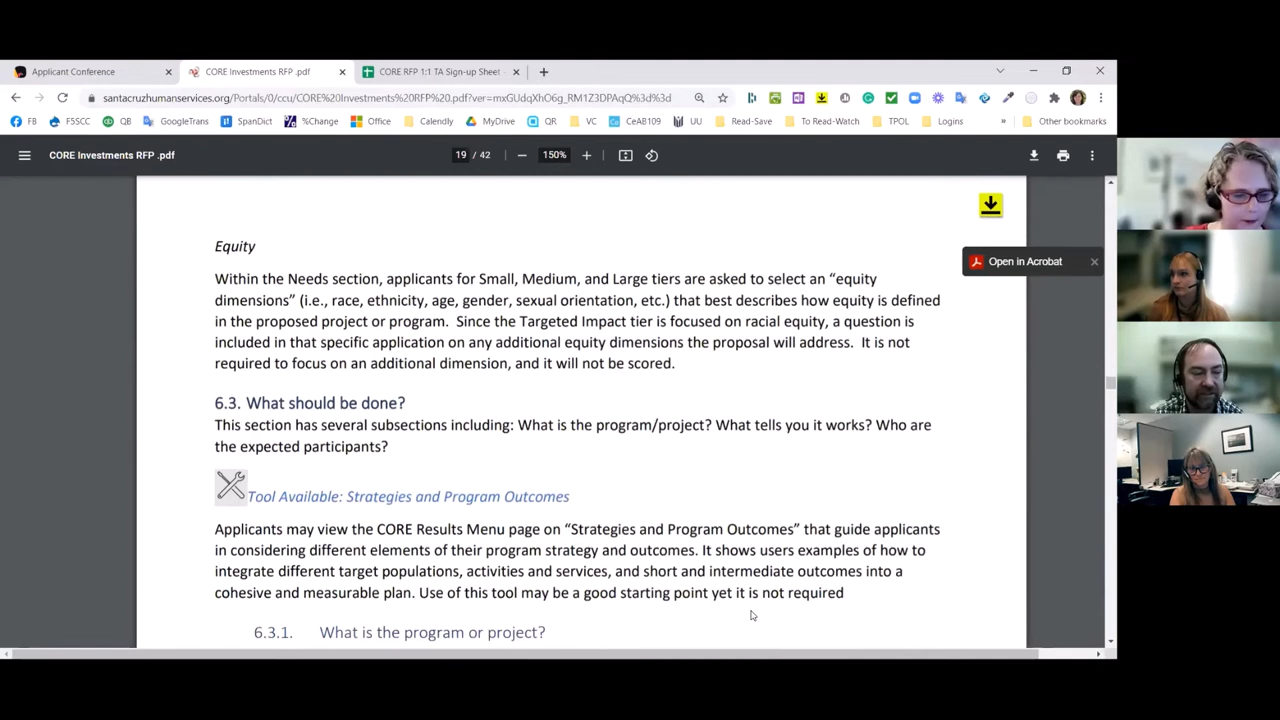 Applicant Conference
CORE Investments RFP .pdf
CORE RFP 1:1 TA Sign-up Sheet
santacruzhumanservices.org/Portals/0/ccu/CORE%20Investments%20RFP%20.pdf?ver=mxGUdqXhO6g_RM1Z3DPAqQ%3d%3d
FB F5SCC QB GoogleTrans SpanDict %Change Office Calendly MyDrive QR VC CeAB109 UU Read-Save To Read-Watch TPOL Logins » Other bookmarks
CORE Investments RFP .pdf 19 / 42 150%
Open in Acrobat
Equity
Within the Needs section, applicants for Small, Medium, and Large tiers are asked to select an “equity
dimensions” (i.e., race, ethnicity, age, gender, sexual orientation, etc.) that best describes how equity is defined
in the proposed project or program. Since the Targeted Impact tier is focused on racial equity, a question is
included in that specific application on any additional equity dimensions the proposal will address. It is not
required to focus on an additional dimension, and it will not be scored.
6.3. What should be done?
This section has several subsections including: What is the program/project? What tells you it works? Who are
the expected participants?
Tool Available: Strategies and Program Outcomes
Applicants may view the CORE Results Menu page on “Strategies and Program Outcomes” that guide applicants
in considering different elements of their program strategy and outcomes. It shows users examples of how to
integrate different target populations, activities and services, and short and intermediate outcomes into a
cohesive and measurable plan. Use of this tool may be a good starting point yet it is not required
6.3.1. What is the program or project?